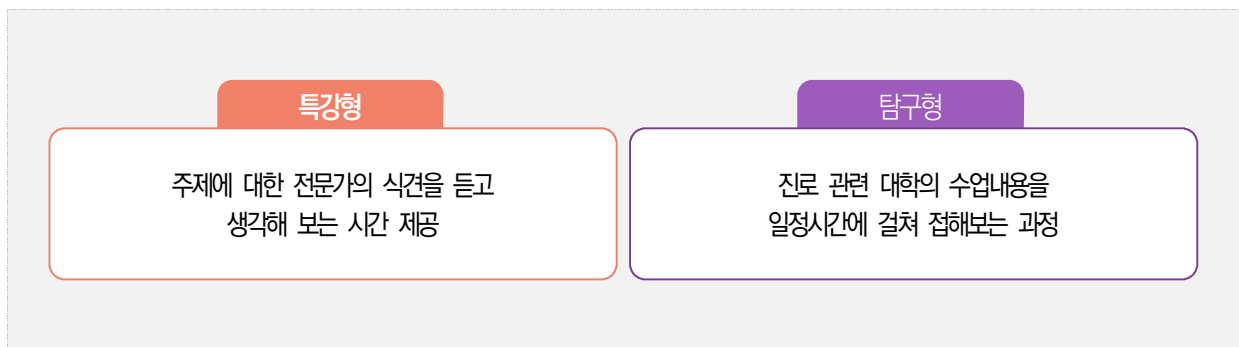 특강형
주제에 대한 전문가의 식견을 듣고
생각해 보는 시간 제공
탐구형
진로 관련 대학의 수업내용을
일정시간에 걸쳐 접해보는 과정